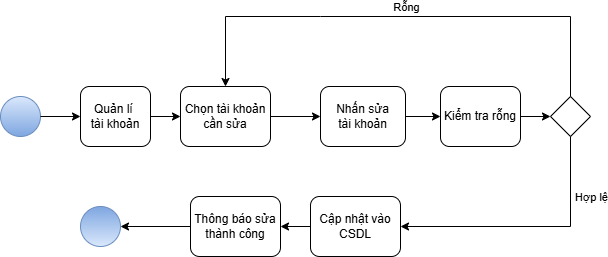 Rỗng
Quản lí
tài khoản
Chọn tài khoản
cần sửa
Nhấn sửa
tài khoản
Kiểm tra rỗng
Hợp lệ
Thông báo sửa
thành công
Cập nhật vào
CSDL